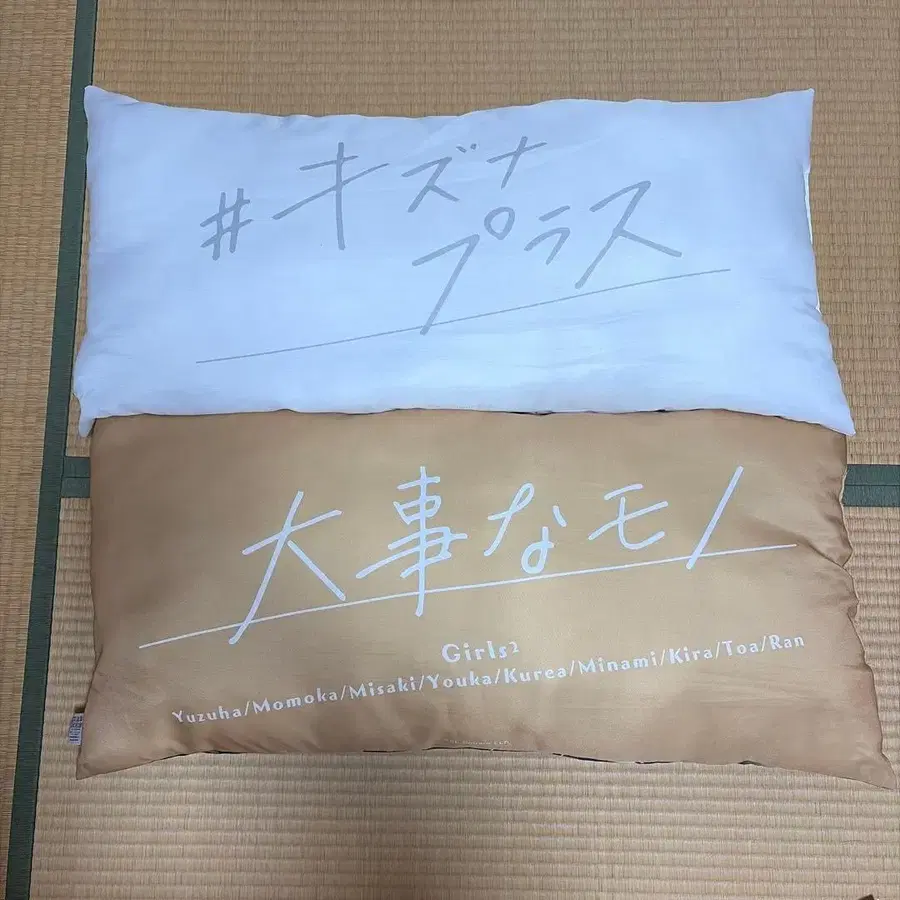 #キズナ
プラス
大事なモノ
Girls²
Yuzuha/Momoka/Misaki/Youka/Kurea/Minami/Kira/Toa/Ran